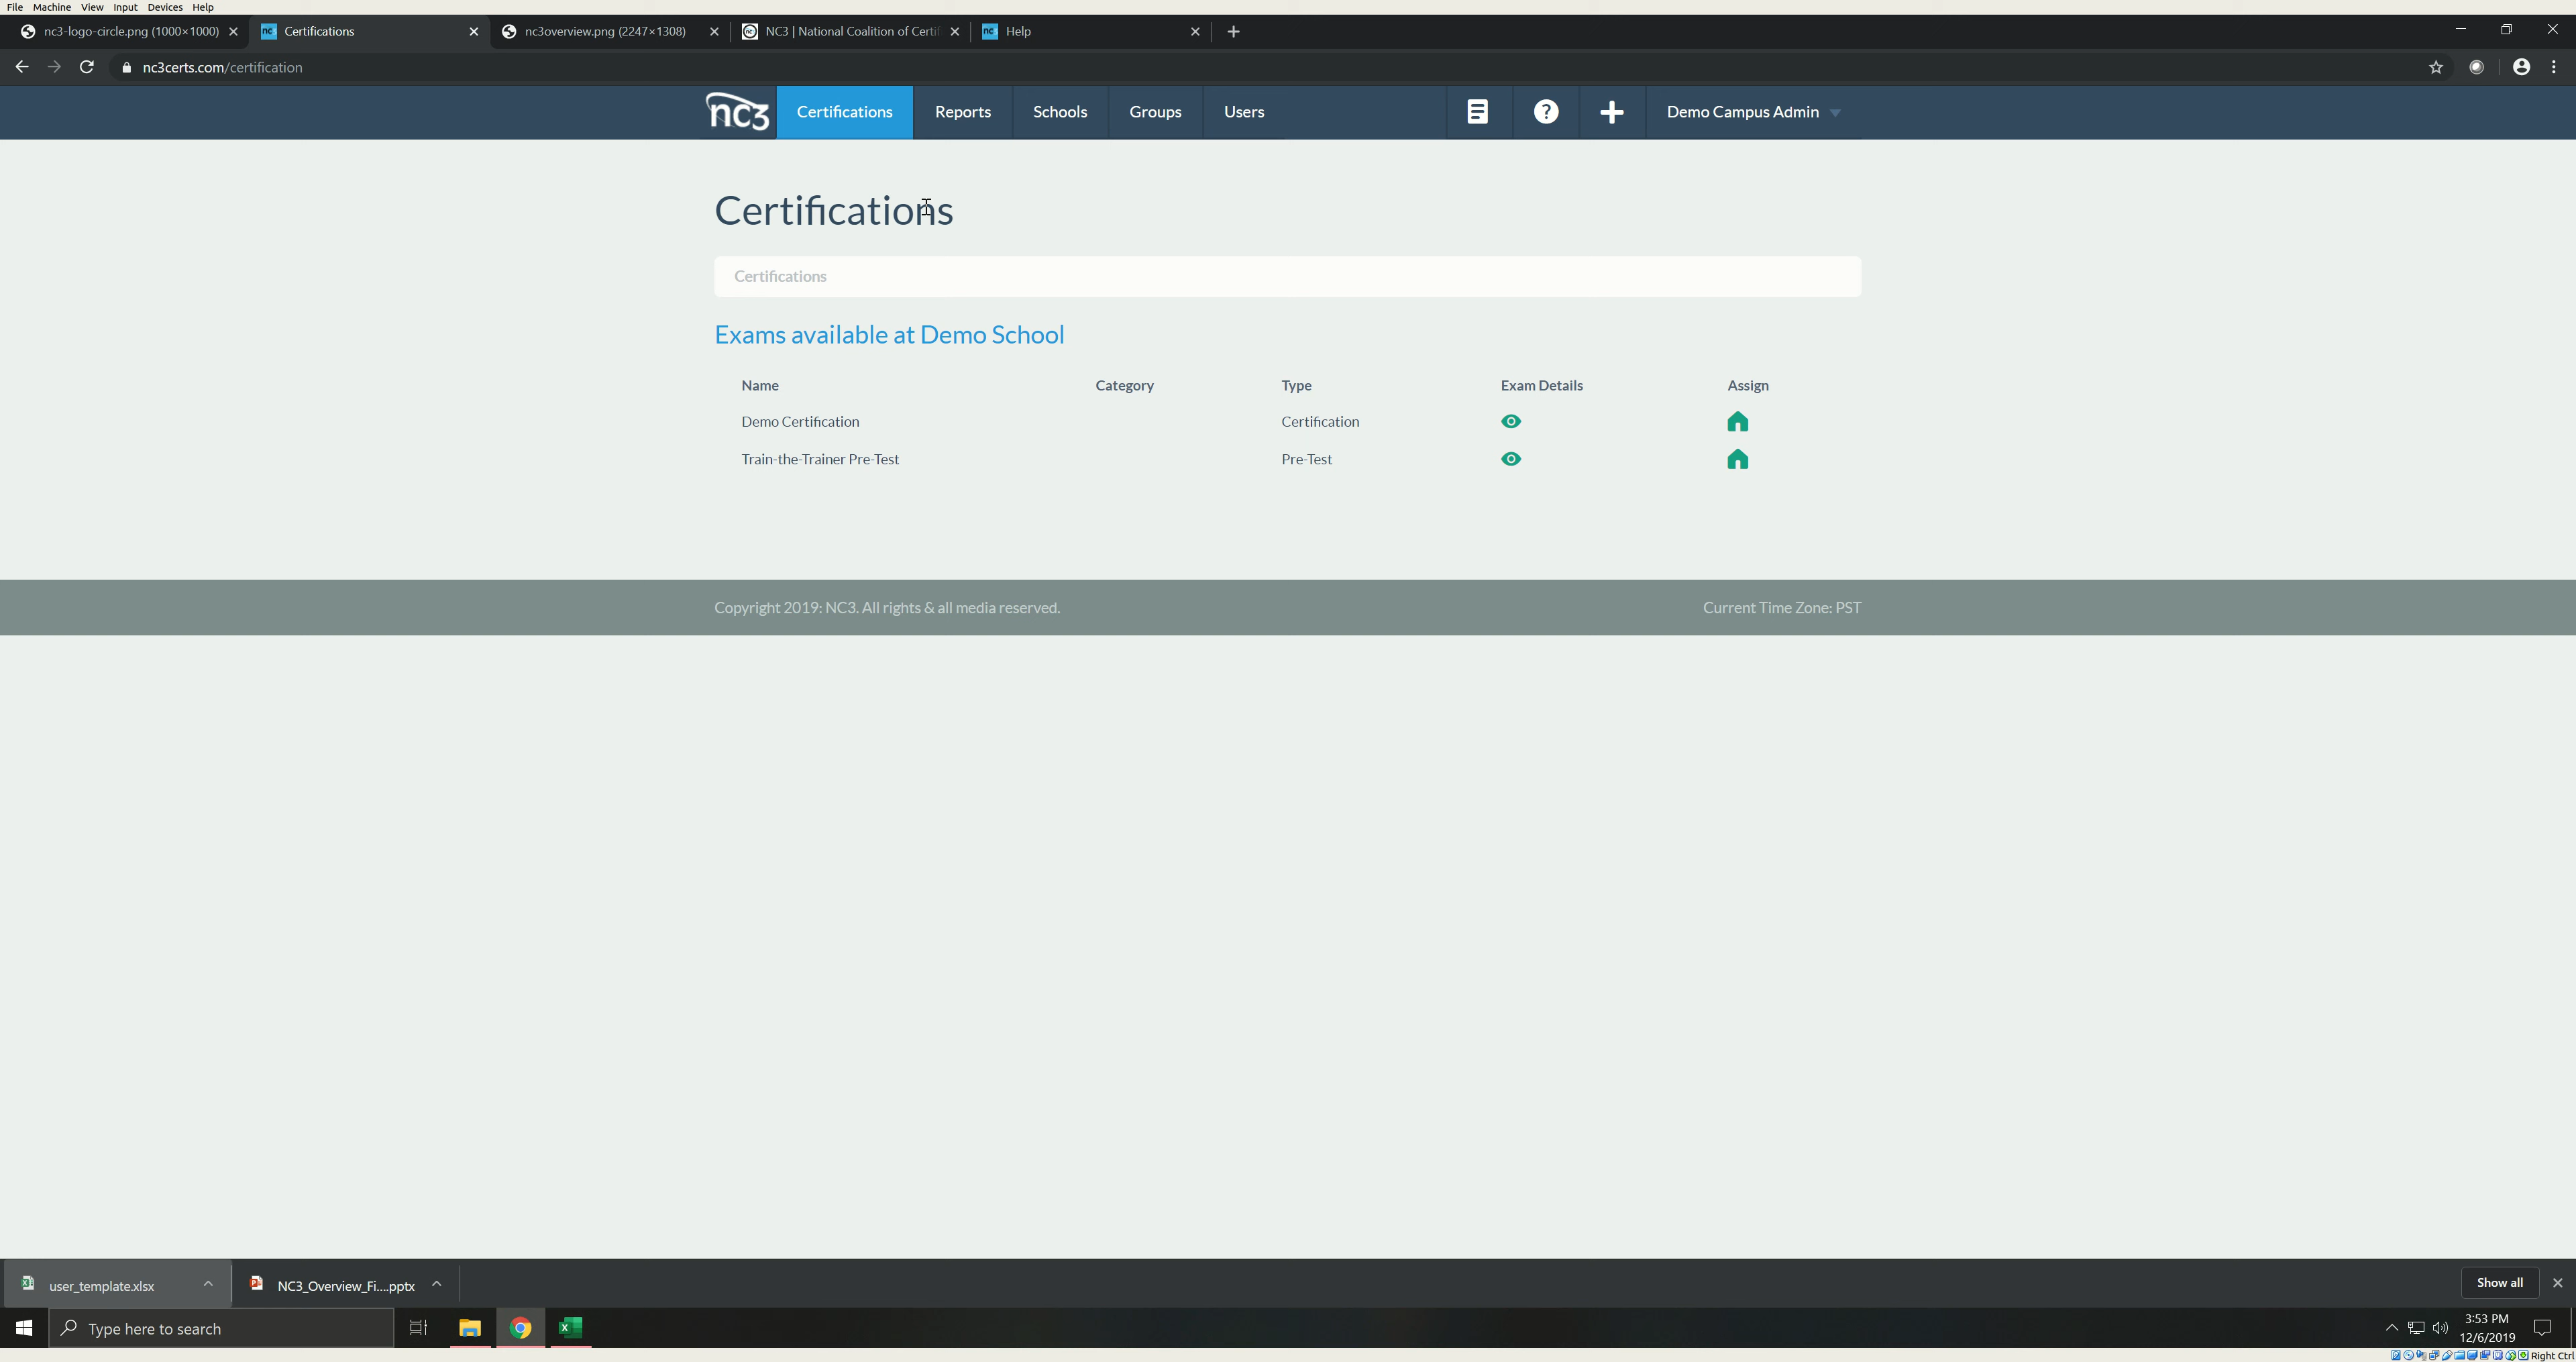 File Machine View Input Devices Help
nc3-logo-circle.png (1000×1000) Certifications nc3overview.png (2247×1308) NC3 | National Coalition of Certif Help
nc3certs.com/certification
nc3 Certifications Reports Schools Groups Users Demo Campus Admin
Certifications
Certifications
Exams available at Demo School
Name Category Type Exam Details Assign
Demo Certification Certification
Train-the-Trainer Pre-Test Pre-Test
Copyright 2019: NC3. All rights & all media reserved. Current Time Zone: PST
user_template.xlsx NC3_Overview_Fi....pptx Show all
Type here to search 3:53 PM
12/6/2019
Right Ctrl